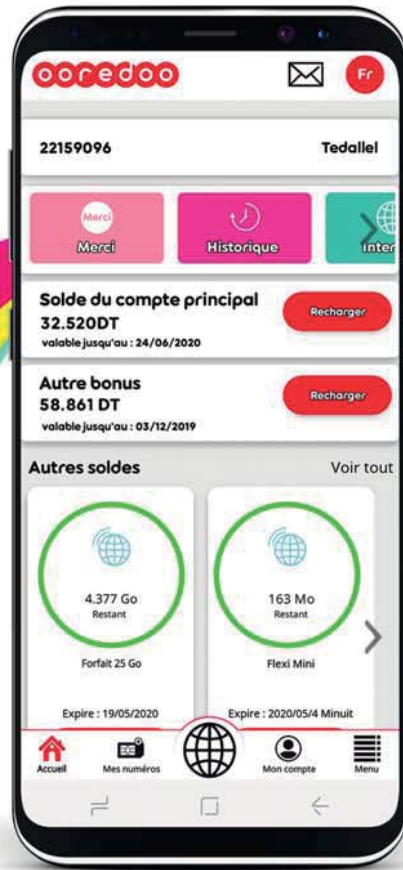 ooredoo
Fr
22159096 Tedallel
Merci
Merci
Historique
Inter
Solde du compte principal
32.520DT
Recharger
valable jusqu'au : 24/06/2020
Autre bonus
58.861 DT
Recharger
valable jusqu'au : 03/12/2019
Autres soldes Voir tout
4.377 Go
Restant
Forfait 25 Go
Expire : 19/05/2020
163 Mo
Restant
Flexi Mini
Expire : 2020/05/4 Minuit
Accueil
Mes numéros
Mon compte
Menu